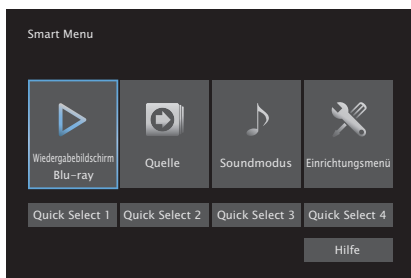 Smart Menu
Wiedergabebildschirm
Blu-ray
Quelle
Soundmodus
Einrichtungsmenü
Quick Select 1
Quick Select 2
Quick Select 3
Quick Select 4
Hilfe